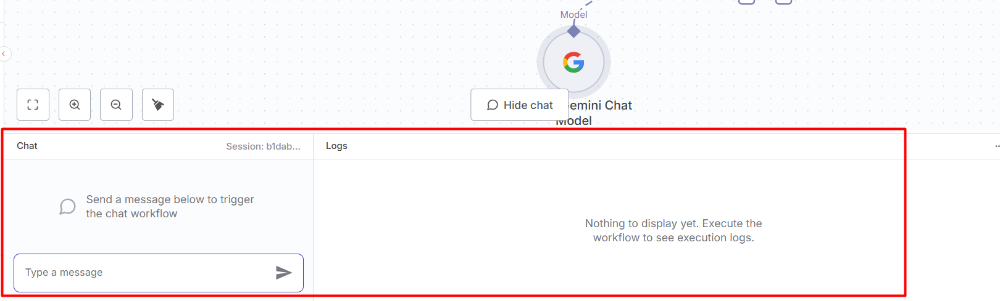 Model
Hide chat
Gemini Chat
Model
Chat
Session: b1dab...
Logs
Send a message below to trigger
the chat workflow
Nothing to display yet. Execute the
workflow to see execution logs.
Type a message